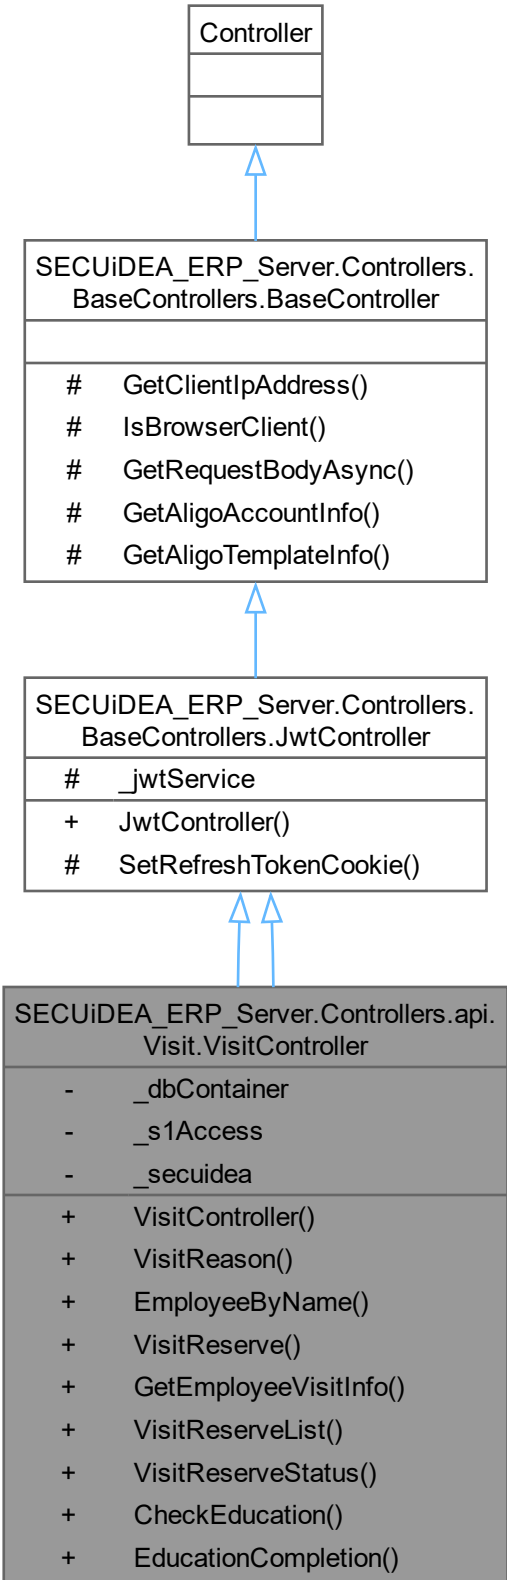 Controller
SECUiDEA_ERP_Server.Controllers.
BaseControllers.BaseController
# GetClientIpAddress()
# IsBrowserClient()
# GetRequestBodyAsync()
# GetAligoAccountInfo()
# GetAligoTemplateInfo()
SECUiDEA_ERP_Server.Controllers.
BaseControllers.JwtController
# _jwtService
+ JwtController()
# SetRefreshTokenCookie()
SECUiDEA_ERP_Server.Controllers.api.
Visit.VisitController
- _dbContainer
- _s1Access
- _secuidea
+ VisitController()
+ VisitReason()
+ EmployeeByName()
+ VisitReserve()
+ GetEmployeeVisitInfo()
+ VisitReserveList()
+ VisitReserveStatus()
+ CheckEducation()
+ EducationCompletion()